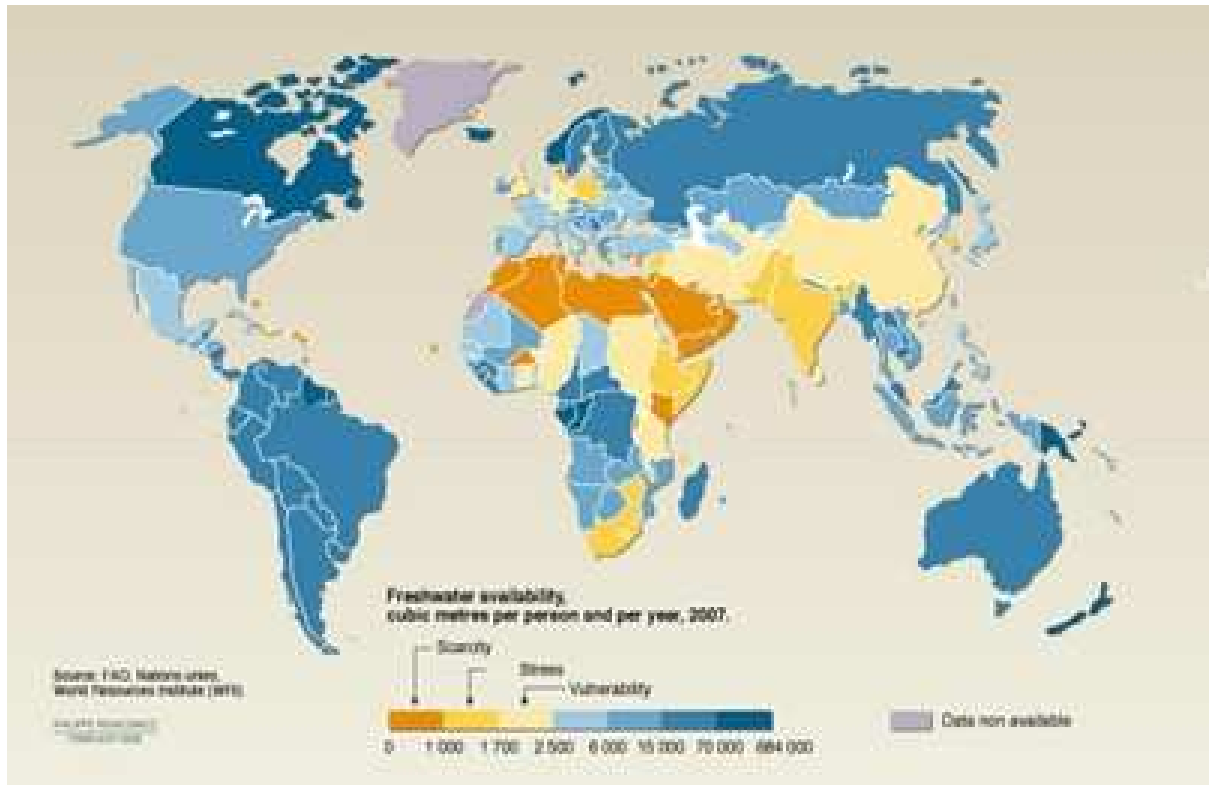 Freshwater availability,
cubic metres per person and per year, 2007.
Scarcity
Stress
Vulnerability
0 1 000 1 700 2 500 6 000 15 000 70 000 684 000
Data non available
Source: FAO, Nations unies,
World Resources Institute (WRI).